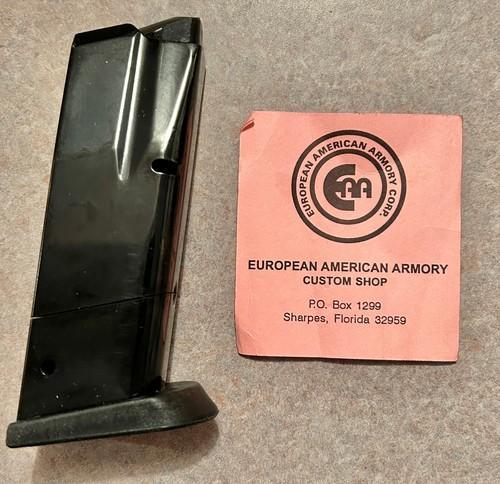 EUROPEAN AMERICAN ARMORY CORP.
EAA
EUROPEAN AMERICAN ARMORY
CUSTOM SHOP
P.O. Box 1299
Sharpes, Florida 32959